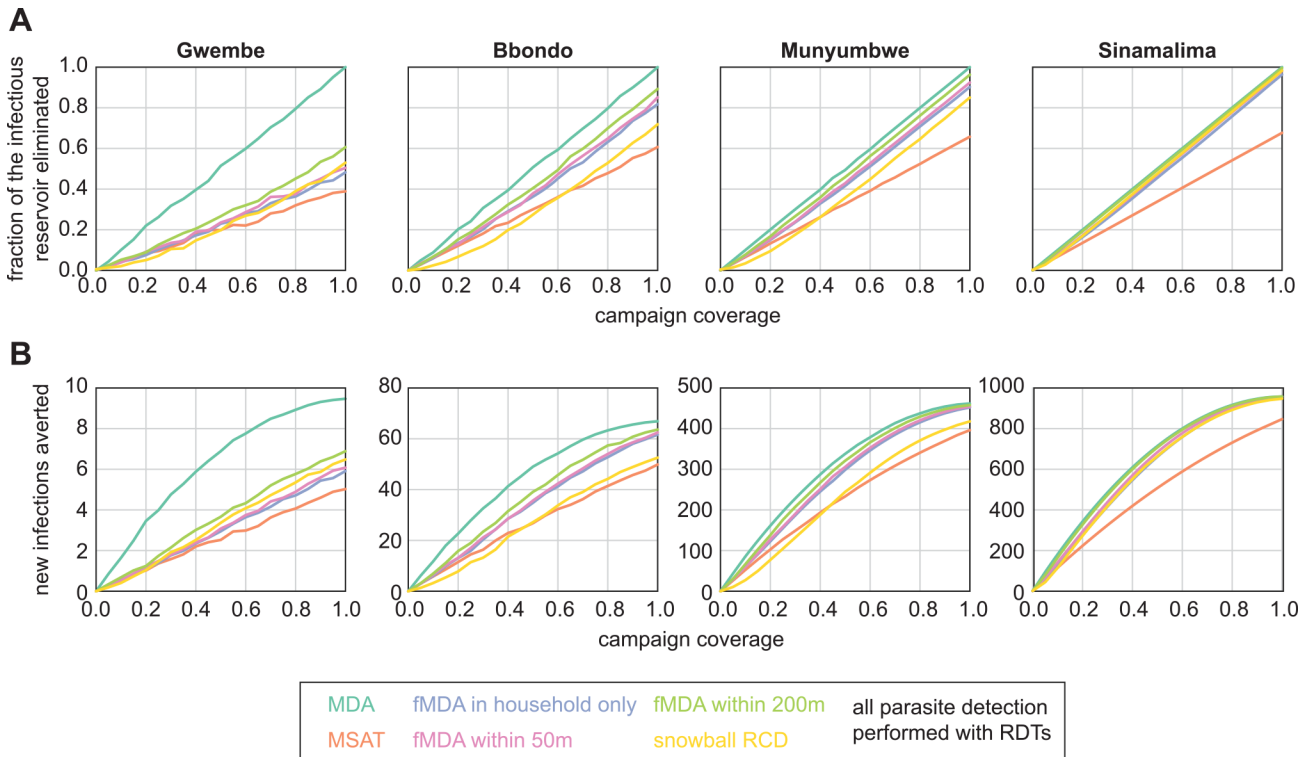 A
Gwembe Bbondo Munyumbwe Sinamalima
fraction of the infectious
reservoir eliminated
1.0
0.8
0.6
0.4
0.2
0.0
0.0 0.2 0.4 0.6 0.8 1.0 0.0 0.2 0.4 0.6 0.8 1.0 0.0 0.2 0.4 0.6 0.8 1.0 0.0 0.2 0.4 0.6 0.8 1.0
campaign coverage
B
new infections averted
10 80 500 1000
8 60 400 800
6 40 300 600
4 20 200 400
2 0 100 200
0 0 0
0.0 0.2 0.4 0.6 0.8 1.0 0.0 0.2 0.4 0.6 0.8 1.0 0.0 0.2 0.4 0.6 0.8 1.0 0.0 0.2 0.4 0.6 0.8 1.0
campaign coverage
MDA fMDA in household only fMDA within 200m all parasite detection
MSAT fMDA within 50m snowball RCD performed with RDTs